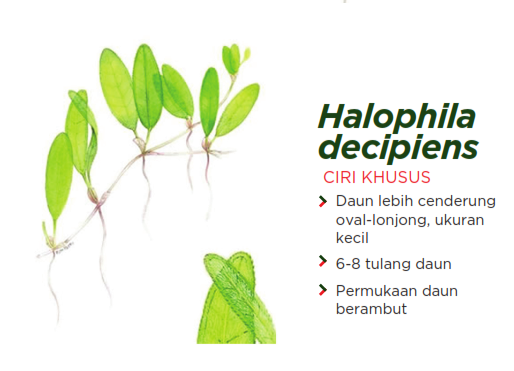 Halophila
decipiens
CIRI KHUSUS
Daun lebih cenderung
oval-lonjong, ukuran
kecil
6-8 tulang daun
Permukaan daun
berambut